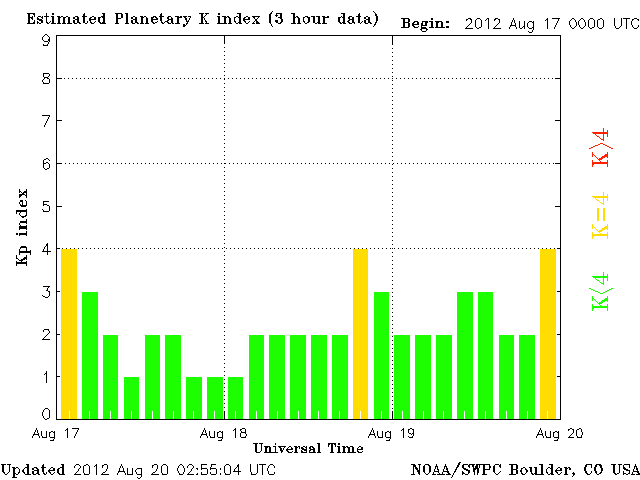 Estimated Planetary K index (3 hour data) Begin: 2012 Aug 17 0000 UTC
9
8
7
6
5
4
3
2
1
0
Kp index
K>4
K=4
K<4
Aug 17 Aug 18 Aug 19 Aug 20
Universal Time
Updated 2012 Aug 20 02:55:04 UTC NOAA/SWPC Boulder, CO USA